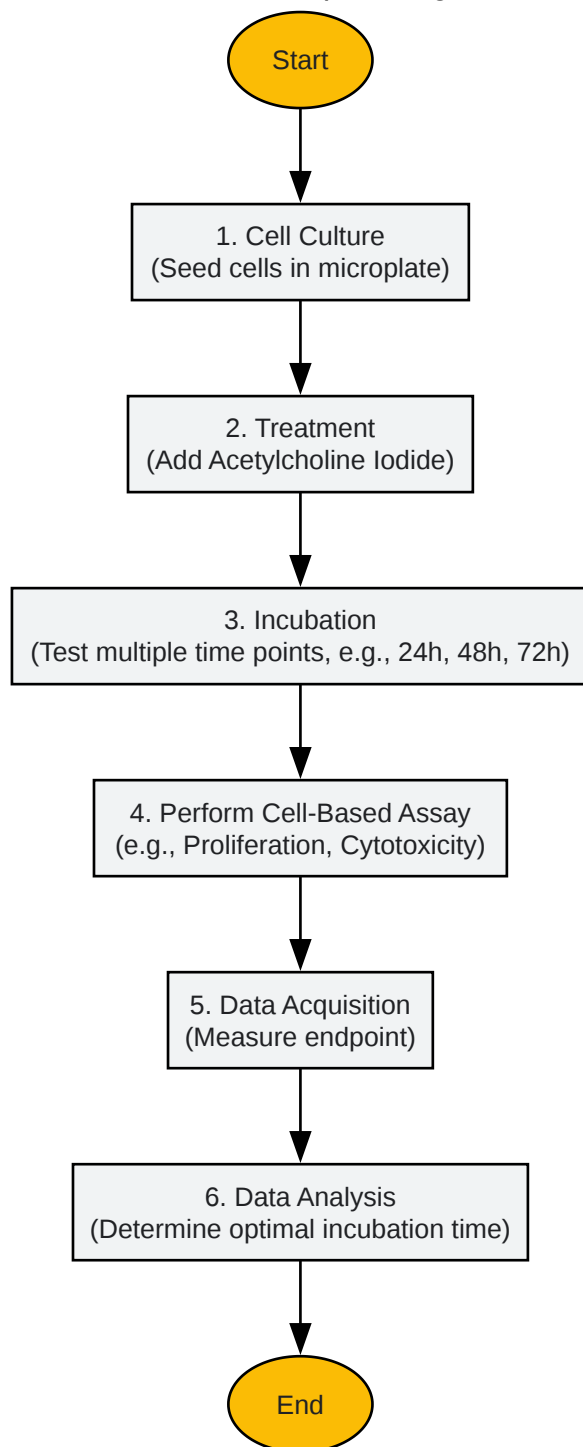 Start
1. Cell Culture
(Seed cells in microplate)
2. Treatment
(Add Acetylcholine Iodide)
3. Incubation
(Test multiple time points, e.g., 24h, 48h, 72h)
4. Perform Cell-Based Assay
(e.g., Proliferation, Cytotoxicity)
5. Data Acquisition
(Measure endpoint)
6. Data Analysis
(Determine optimal incubation time)
End